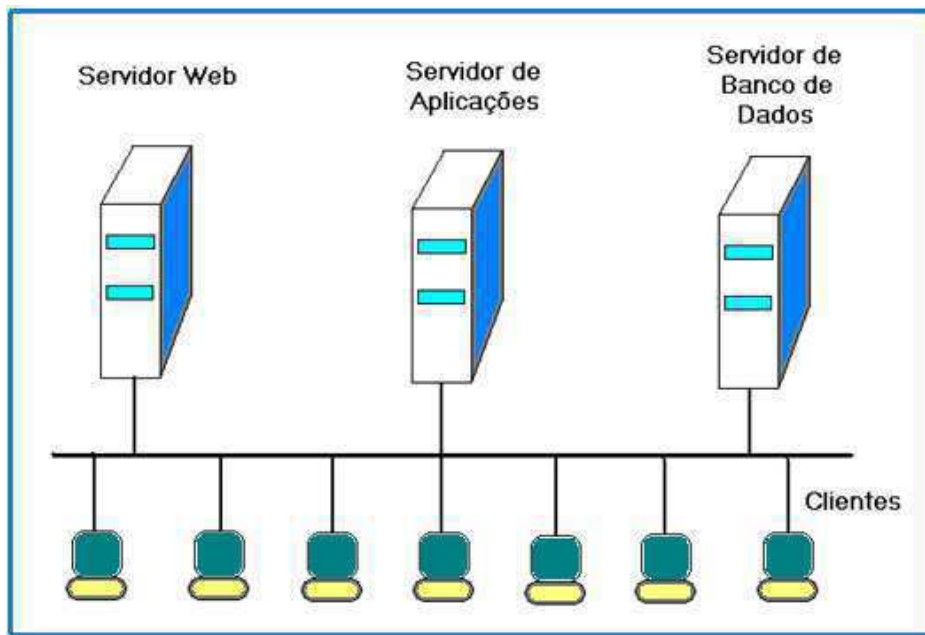 Servidor Web
Servidor de
Aplicações
Servidor de
Banco de
Dados
Clientes